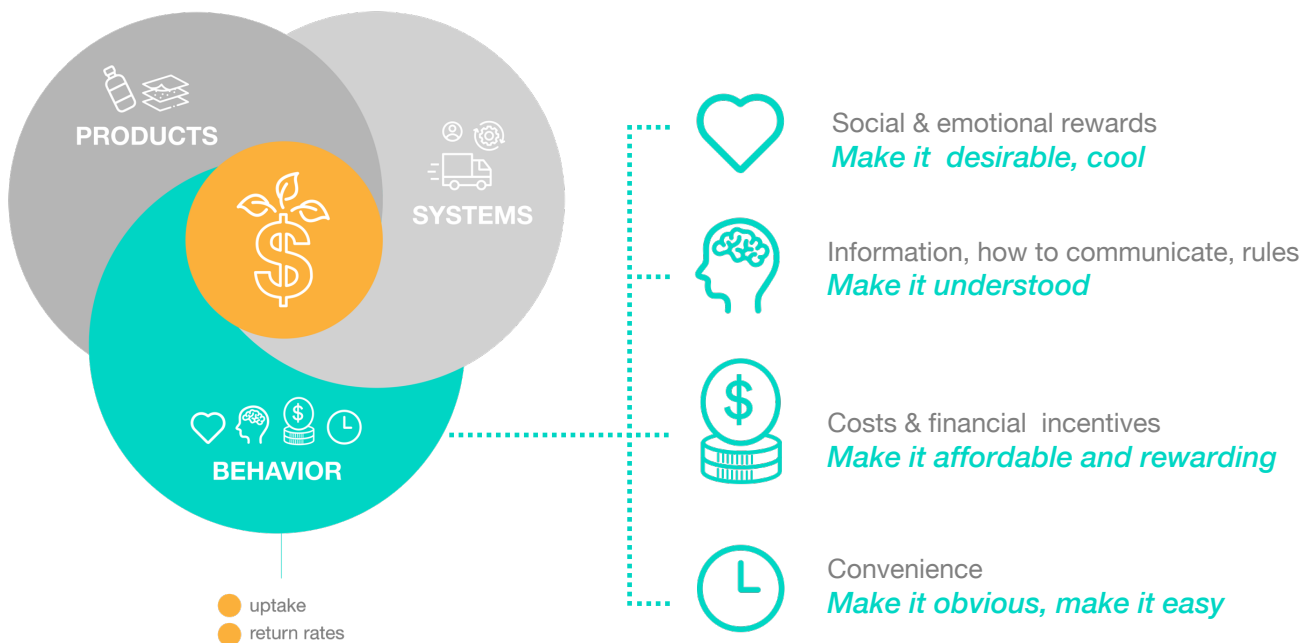 PRODUCTS
SYSTEMS
$
$
BEHAVIOR
uptake
return rates
Social & emotional rewards
Make it desirable, cool
Information, how to communicate, rules
Make it understood
$
Costs & financial incentives
Make it affordable and rewarding
Convenience
Make it obvious, make it easy